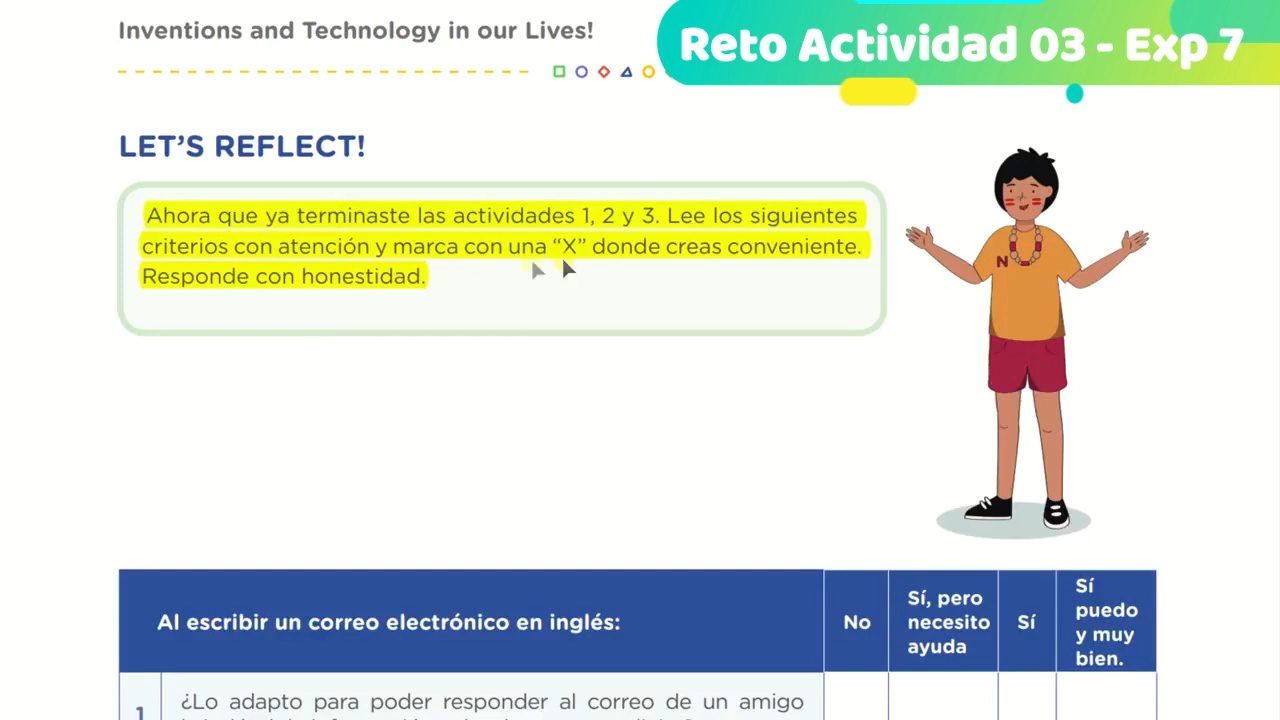 Inventions and Technology in our Lives!
Reto Actividad 03 - Exp 7
LET'S REFLECT!
Ahora que ya terminaste las actividades 1, 2 y 3. Lee los siguientes
criterios con atención y marca con una “X” donde creas conveniente.
Responde con honestidad.
N
Al escribir un correo electrónico en inglés:
No
Sí, pero
necesito
ayuda
Sí
Sí
puedo
y muy
bien.
1
¿Lo adapto para poder responder al correo de un amigo